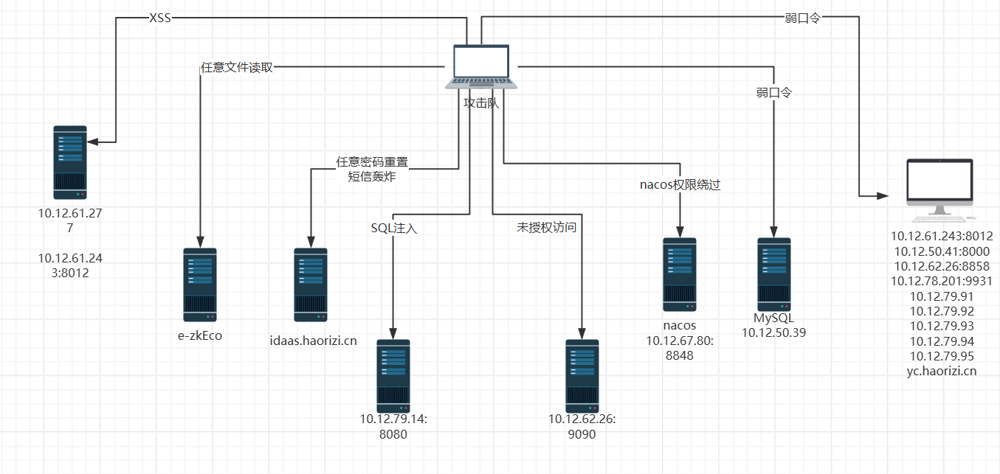 XSS
弱口令
任意文件读取
弱口令
攻击队
任意密码重置
短信轰炸
nacos权限绕过
SQL注入
未授权访问
10.12.61.27
7
10.12.61.24
3:8012
10.12.61.243:8012
10.12.50.41:8000
10.12.62.26:8858
10.12.78.201:9931
10.12.79.91
10.12.79.92
10.12.79.93
10.12.79.94
10.12.79.95
yc.haorizi.cn
e-zkEco
idaas.haorizi.cn
nacos
10.12.67.80:
8848
MySQL
10.12.50.39
10.12.79.14:
8080
10.12.62.26:
9090